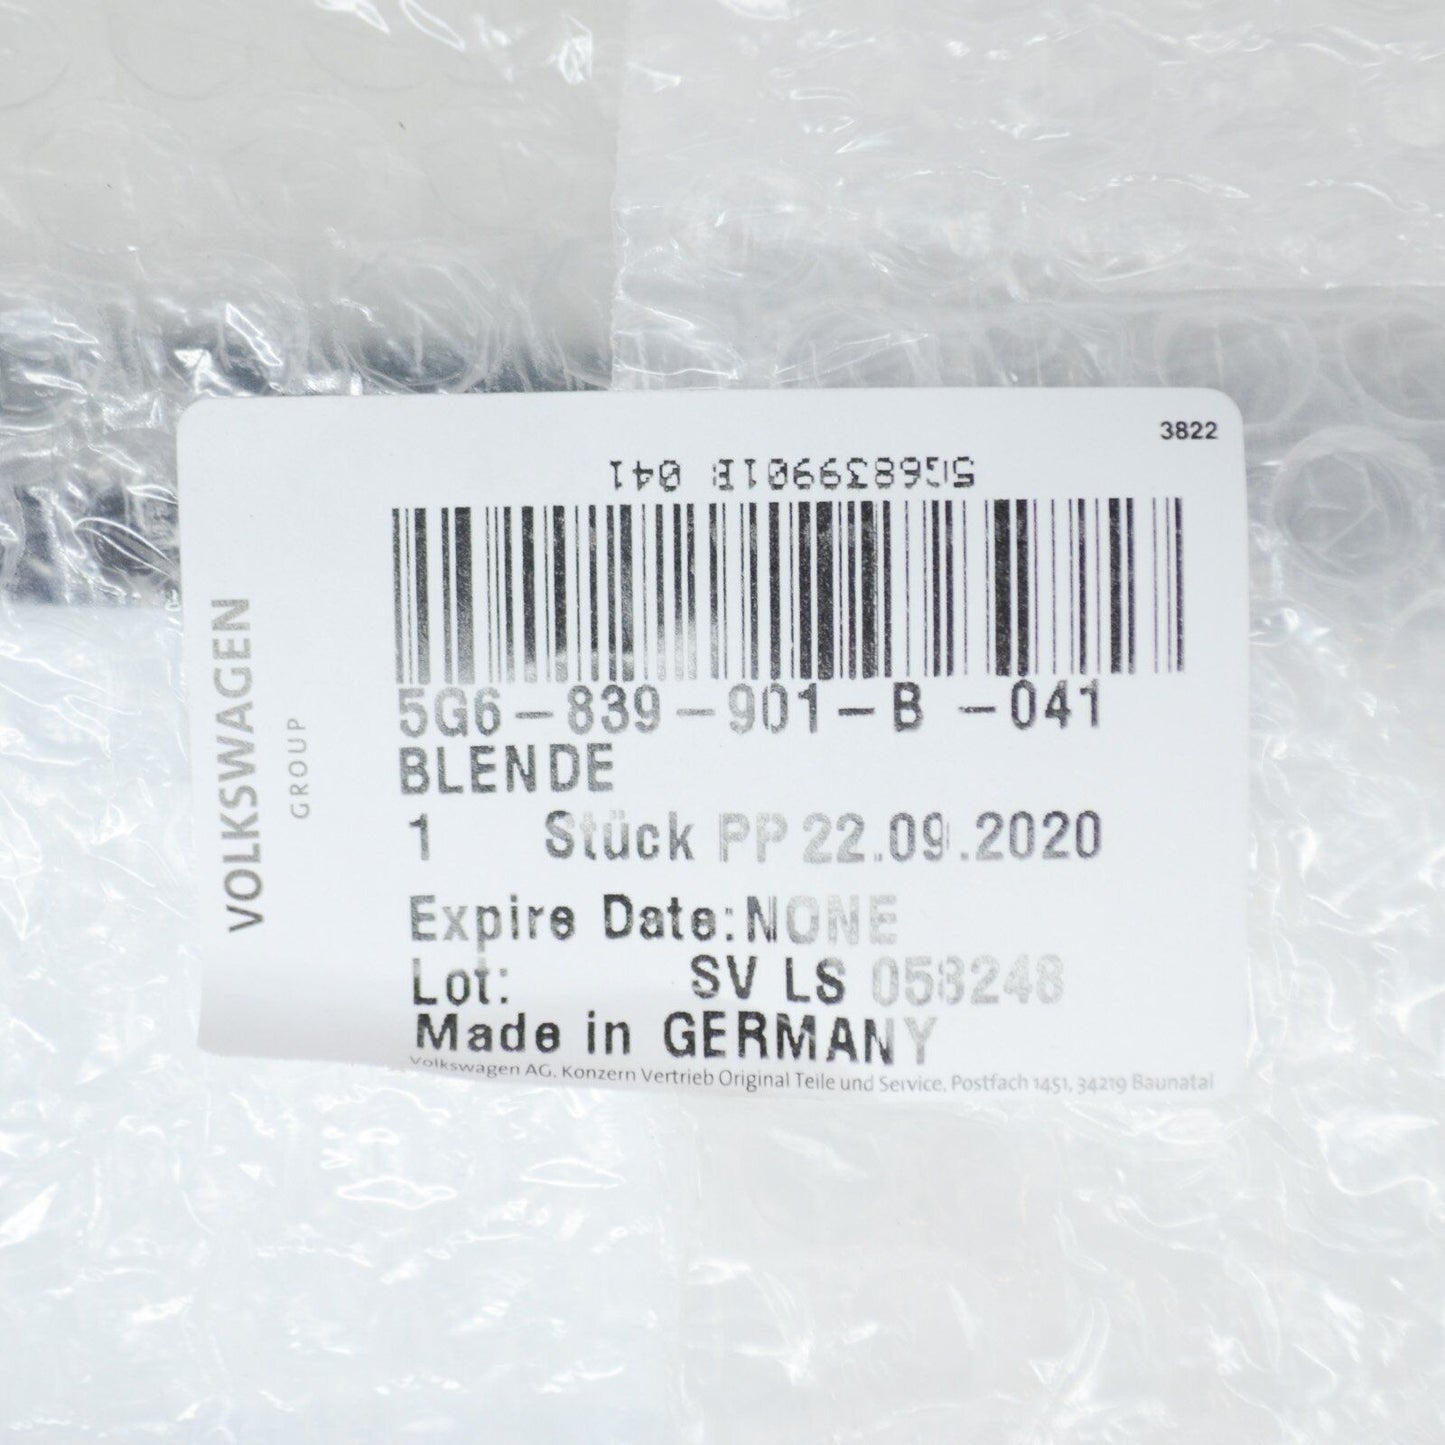 3822
5G6839901B 041
5G6-839-901-B -041
BLENDE
1 Stück PP 22.09.2020
Expire Date:NONE
Lot: SV LS 058248
Made in GERMANY
Volkswagen AG. Konzern Vertrieb Original Teile und Service, Postfach 1451, 34219 Baunatal
VOLKSWAGEN
GROUP